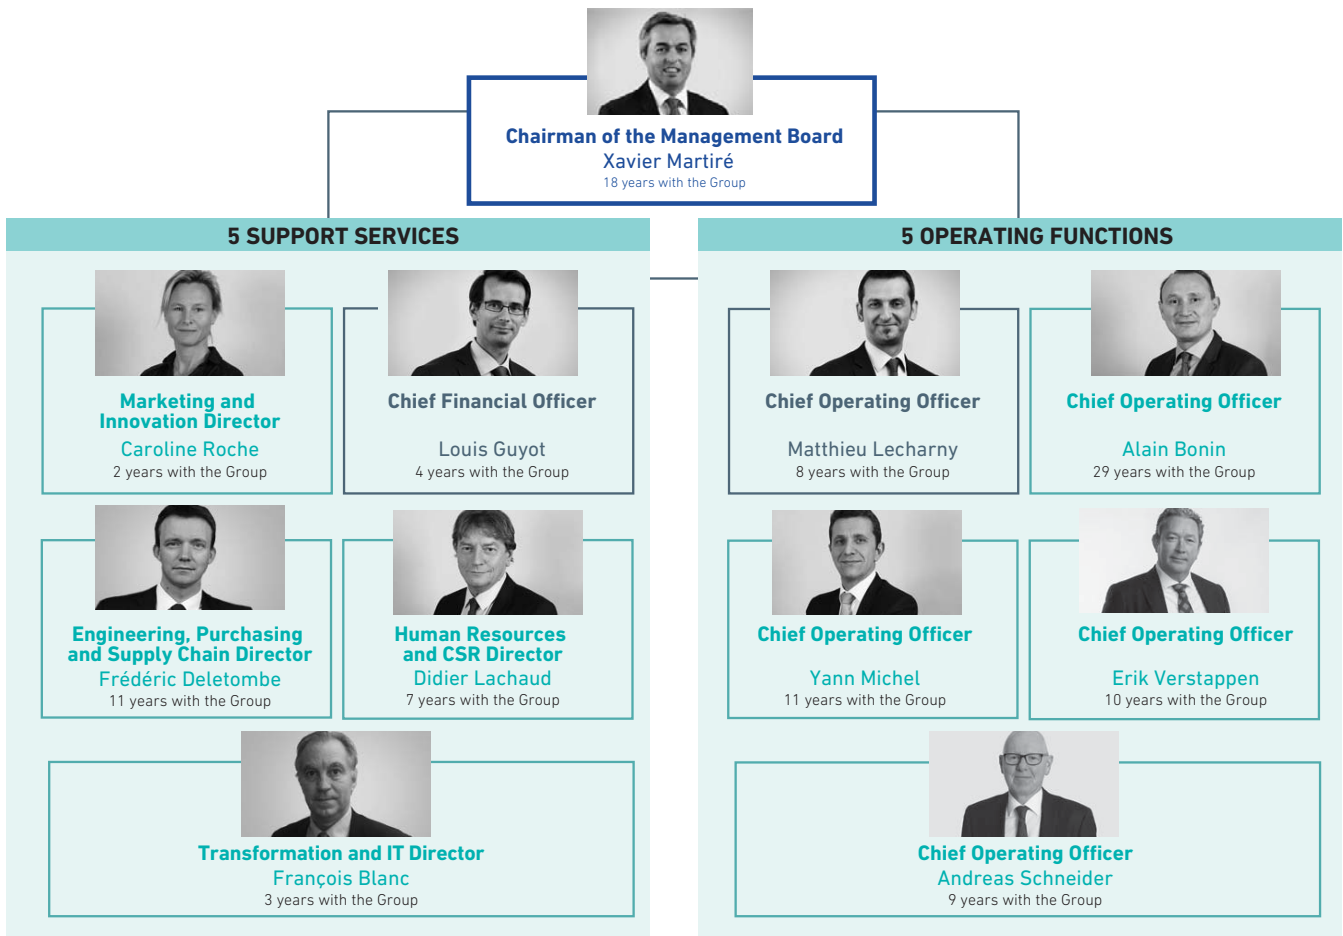 Chairman of the Management Board
Xavier Martiré
18 years with the Group
5 SUPPORT SERVICES
Marketing and
Innovation Director
Caroline Roche
2 years with the Group
Chief Financial Officer
Louis Guyot
4 years with the Group
Engineering, Purchasing
and Supply Chain Director
Frédéric Deletombe
11 years with the Group
Human Resources
and CSR Director
Didier Lachaud
7 years with the Group
Transformation and IT Director
François Blanc
3 years with the Group
5 OPERATING FUNCTIONS
Chief Operating Officer
Matthieu Lecharny
8 years with the Group
Chief Operating Officer
Alain Bonin
29 years with the Group
Chief Operating Officer
Yann Michel
11 years with the Group
Chief Operating Officer
Erik Verstappen
10 years with the Group
Chief Operating Officer
Andreas Schneider
9 years with the Group